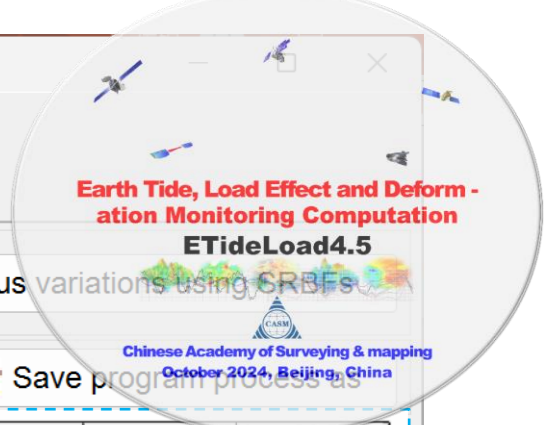 Earth Tide, Load Effect and Deform -
ation Monitoring Computation
ETideLoad4.5
us variations using SRBFs
CASM
Chinese Academy of Surveying & mapping
October 2024, Beijing, China
Save program process as